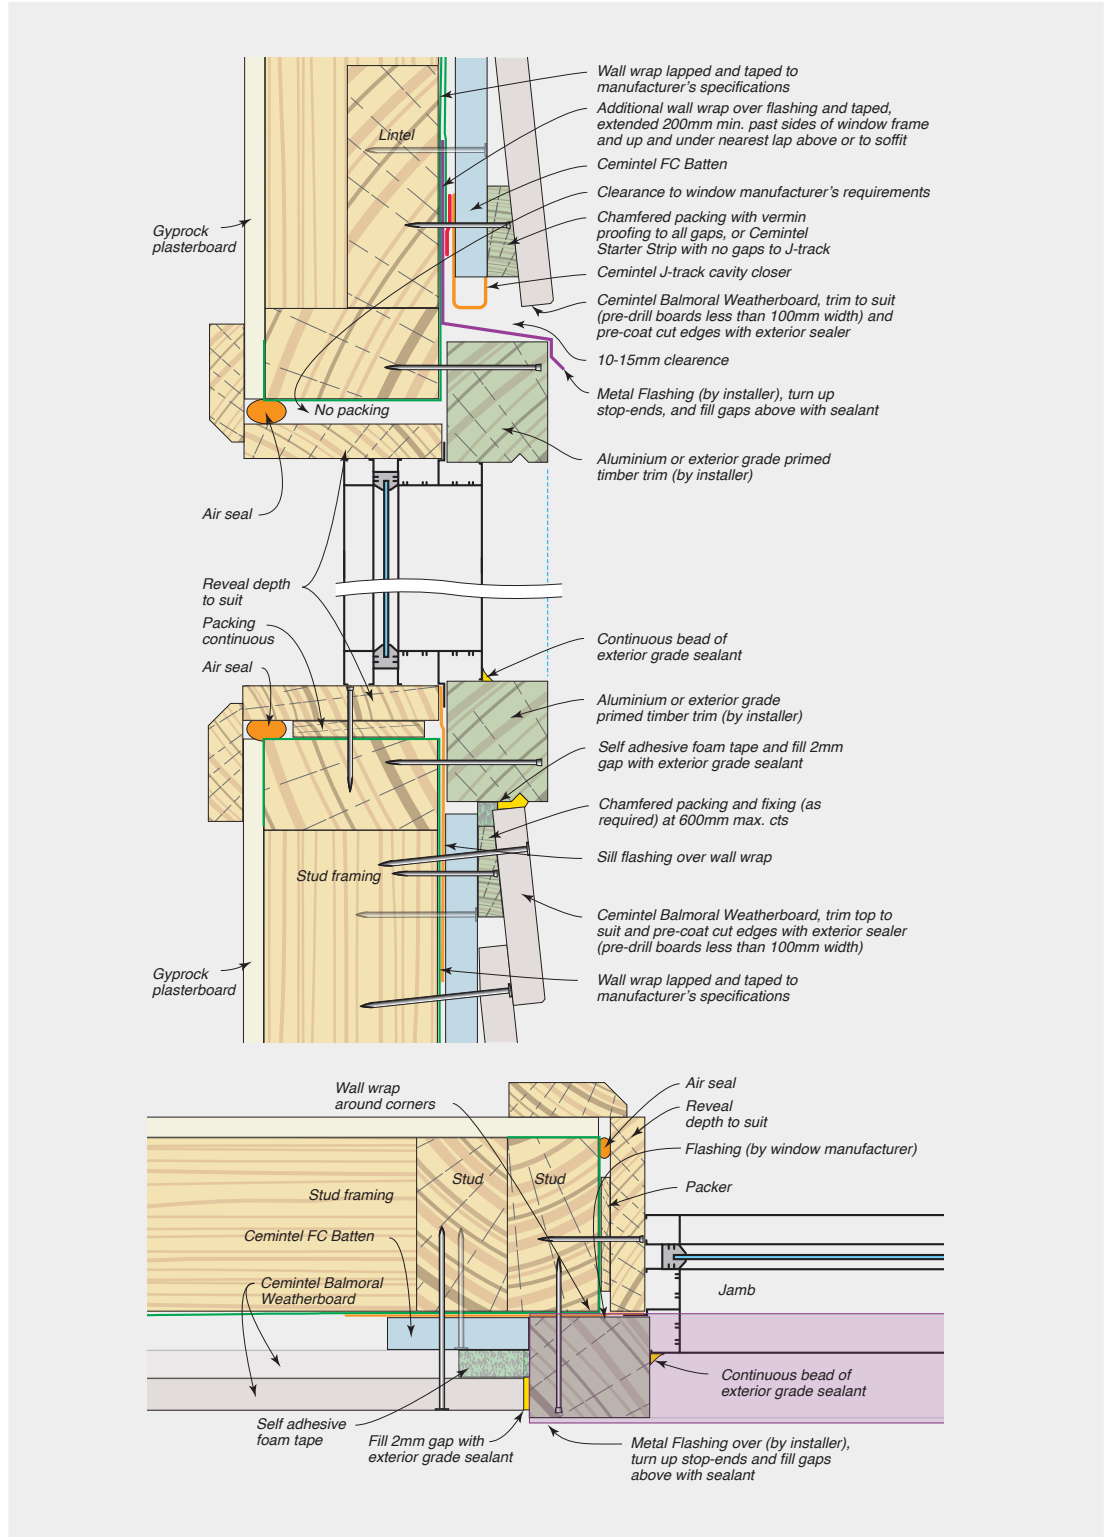 Wall wrap lapped and taped to
manufacturer's specifications
Additional wall wrap over flashing and taped,
extended 200mm min. past sides of window frame
and up and under nearest lap above or to soffit
Lintel
Cemintel FC Batten
Clearance to window manufacturer's requirements
Chamfered packing with vermin
proofing to all gaps, or Cemintel
Starter Strip with no gaps to J-track
Gyprock
plasterboard
Cemintel J-track cavity closer
Cemintel Balmoral Weatherboard, trim to suit
(pre-drill boards less than 100mm width) and
pre-coat cut edges with exterior sealer
10-15mm clearence
Metal Flashing (by installer), turn up
stop-ends, and fill gaps above with sealant
No packing
Aluminium or exterior grade primed
timber trim (by installer)
Air seal
Reveal depth
to suit
Packing
continuous
Air seal
Continuous bead of
exterior grade sealant
Aluminium or exterior grade
primed timber trim (by installer)
Self adhesive foam tape and fill 2mm
gap with exterior grade sealant
Chamfered packing and fixing (as
required) at 600mm max. cts
Sill flashing over wall wrap
Stud framing
Cemintel Balmoral Weatherboard, trim top to
suit and pre-coat cut edges with exterior sealer
(pre-drill boards less than 100mm width)
Gyprock
plasterboard
Wall wrap lapped and taped to
manufacturer's specifications
Wall wrap
around corners
Air seal
Reveal
depth to suit
Flashing (by window manufacturer)
Packer
Stud framing
Stud
Stud
Cemintel FC Batten
Cemintel Balmoral
Weatherboard
Jamb
Continuous bead of
exterior grade sealant
Self adhesive
foam tape
Fill 2mm gap with
exterior grade sealant
Metal Flashing over (by installer),
turn up stop-ends and fill gaps
above with sealant